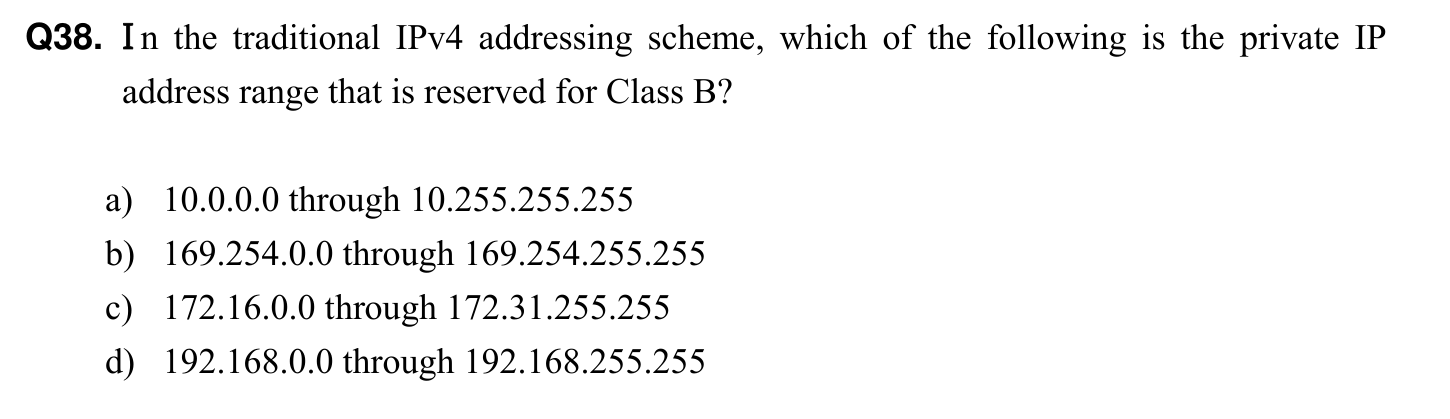 Q38. In the traditional IPv4 addressing scheme, which of the following is the private IP
address range that is reserved for Class B?
a) 10.0.0.0 through 10.255.255.255
b) 169.254.0.0 through 169.254.255.255
c) 172.16.0.0 through 172.31.255.255
d) 192.168.0.0 through 192.168.255.255